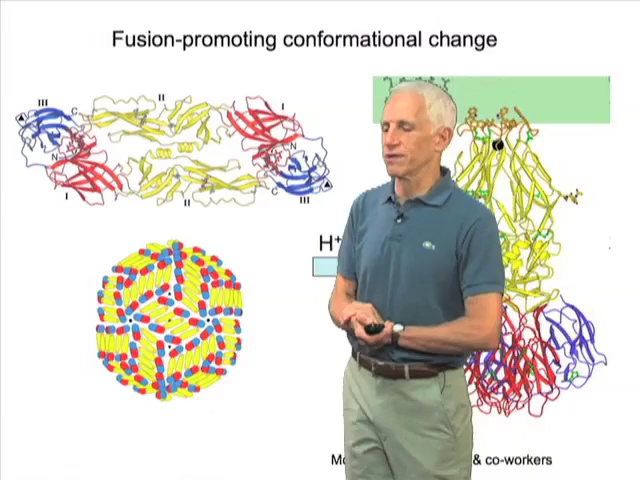 Fusion-promoting conformational change
III
II
I
C
N
N
C
I
II
III
H+
& co-workers